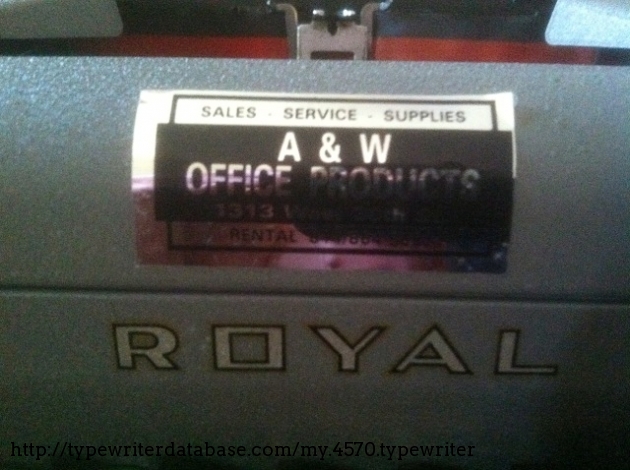 SALES · SERVICE · SUPPLIES
A & W
OFFICE PRODUCTS
1313
RENTAL
ROYAL
http://typewriterdatabase.com/my.4570.typewriter